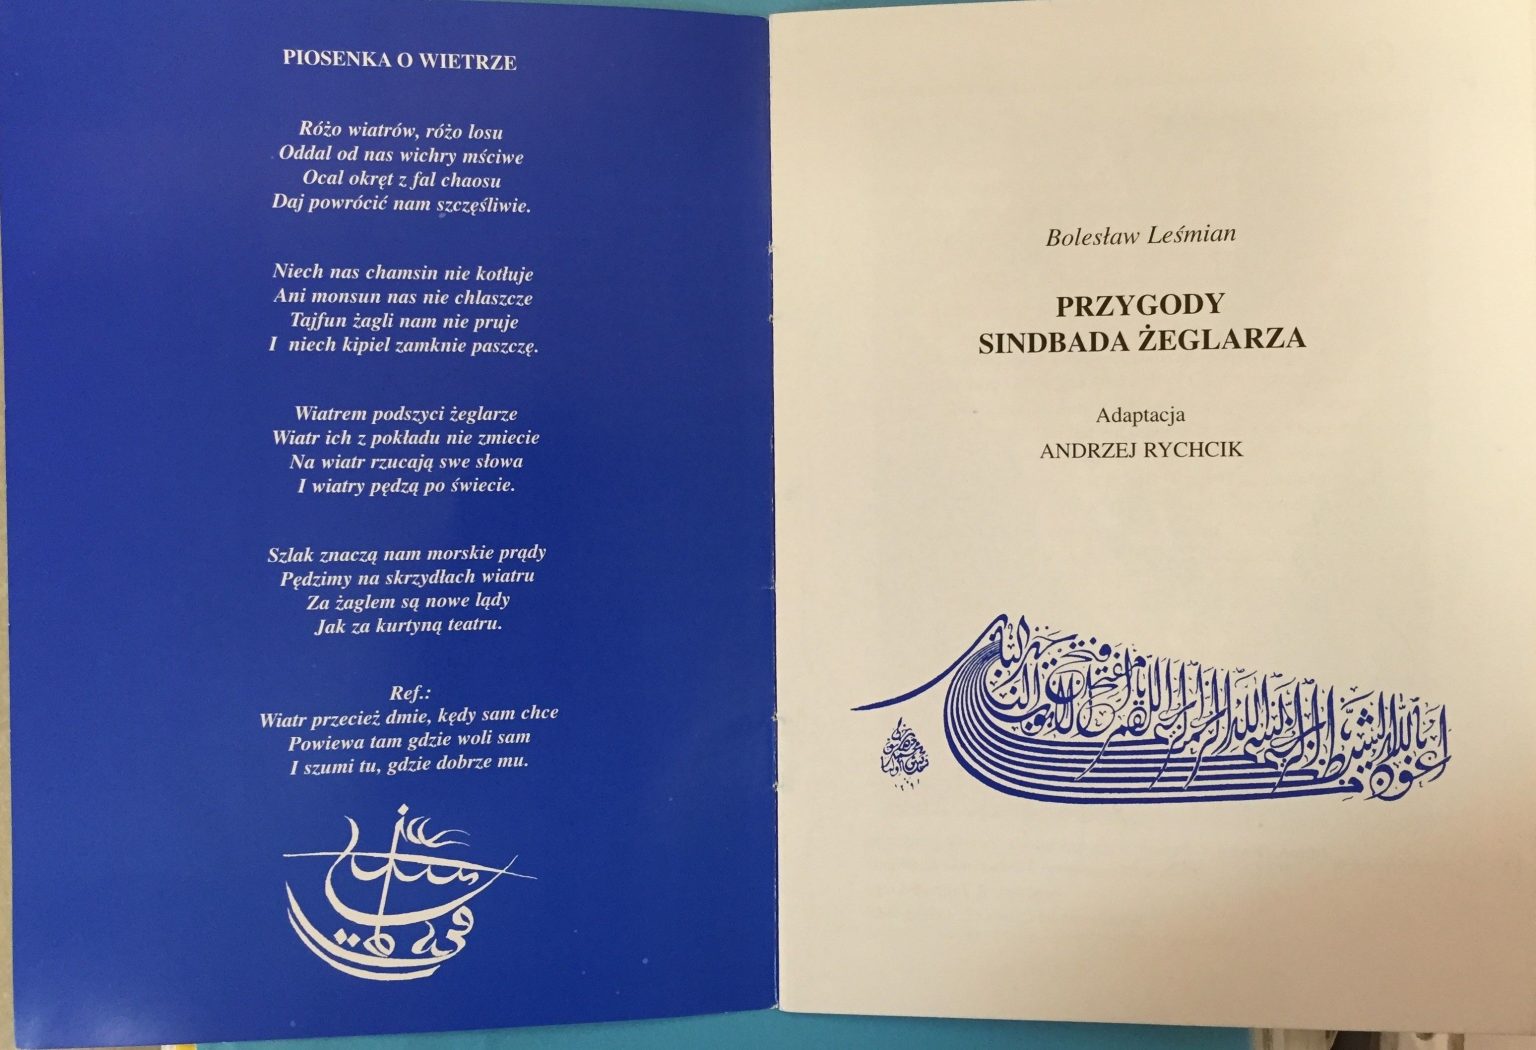 PIOSENKA O WIETRZE
Różo wiatrów, różo losu
Oddal od nas wichry mściwe
Ocal okręt z fal chaosu
Daj powrócić nam szczęśliwie.
Niech nas chamsin nie kotłuje
Ani monsun nas nie chlaszcze
Tajfun żagli nam nie pruje
I niech kipiel zamknie paszczę.
Wiatrem podszyci żeglarze
Wiatr ich z pokładu nie zmiecie
Na wiatr rzucają swe słowa
I wiatry pędzą po świecie.
Szlak znaczą nam morskie prądy
Pędzimy na skrzydłach wiatru
Za żaglem są nowe lądy
Jak za kurtyną teatru.
Ref.:
Wiatr przecież dmie, kędy sam chce
Powiewa tam gdzie woli sam
I szumi tu, gdzie dobrze mu.
Bolesław Leśmian
PRZYGODY
SINDBADA ŻEGLARZA
Adaptacja
ANDRZEJ RYCHCIK